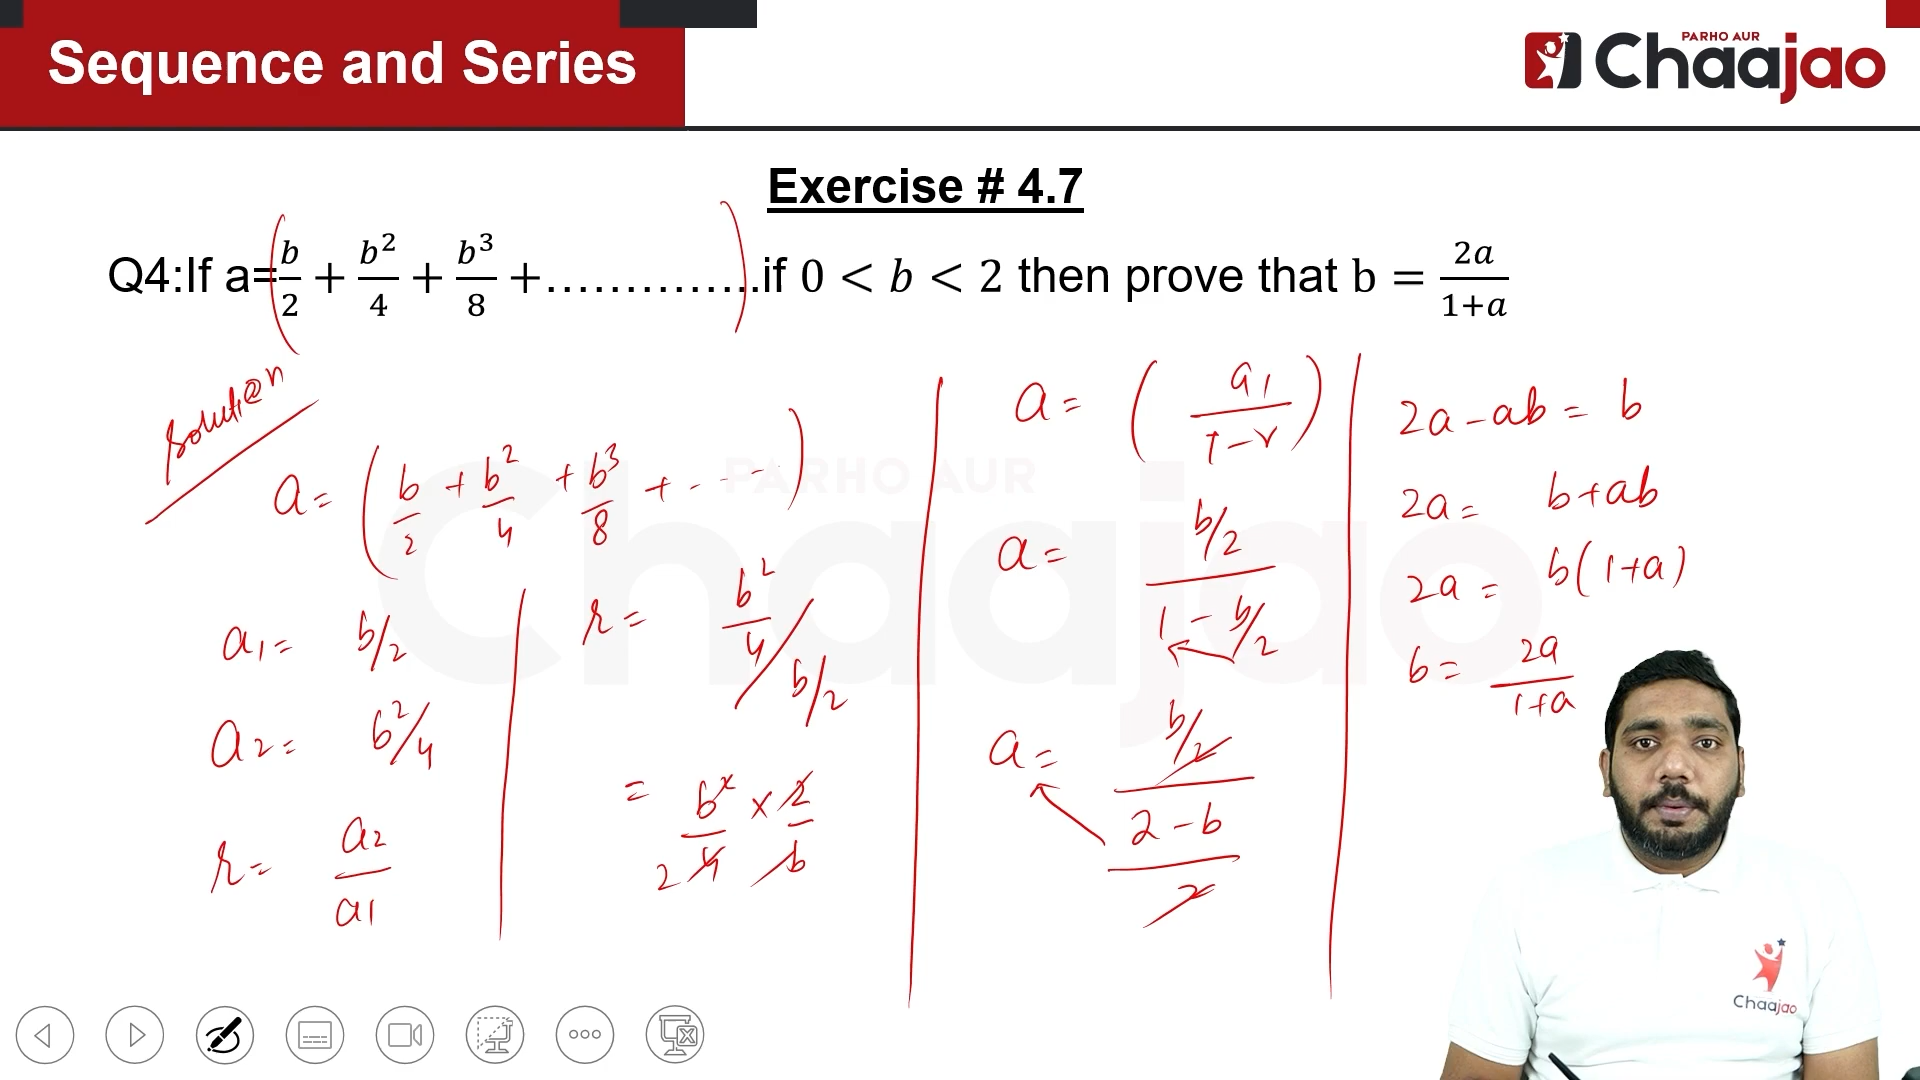 Sequence and Series
PARHO AUR
Chaajao
Exercise # 4.7
Q4:If a=b/2 + b²/4 + b³/8 +...............if 0 < b < 2 then prove that b = 2a/1+a
Solution
a= (b/2 + b²/4 + b³/8 + - - -)
a1= b/2
a2= b²/4
r= a2/a1
r= b²/4 / b/2
= b²/4 × 2/b
2
a= (a1/1-r)
a= b/2 / 1 - b/2
a= b/2 / 2-b/2
2a-ab= b
2a= b+ab
2a= b(1+a)
b= 2a/1+a
PARHO AUR
Chaajao
Chaajao